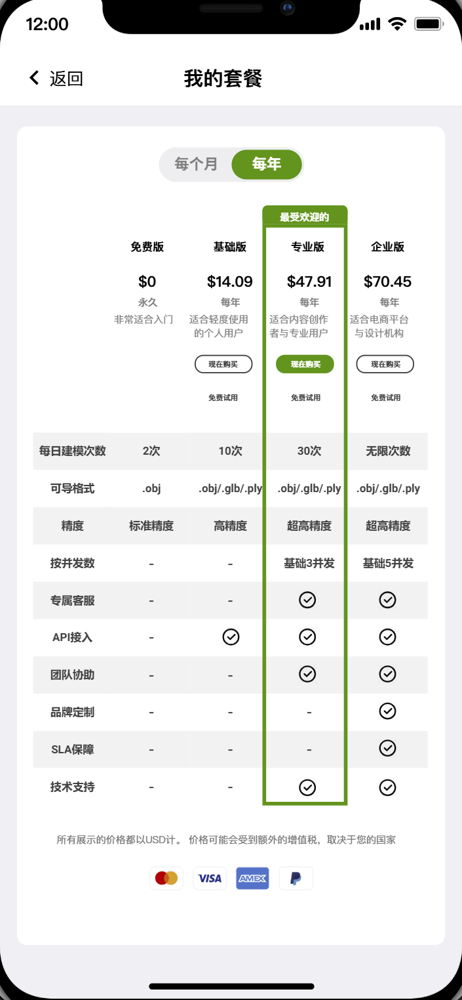 12:00
返回
我的套餐
每个月 每年
最受欢迎的
免费版 基础版 专业版 企业版
$0 $14.09 $47.91 $70.45
永久 每年 每年 每年
非常适合入门 适合轻度使用 适合内容创作 适合电商平台
的个人用户 者与专业用户 与设计机构
现在购买 现在购买 现在购买
免费试用 免费试用 免费试用
每日建模次数 2次 10次 30次 无限次数
可导格式 .obj .obj/.glb/.ply .obj/.glb/.ply .obj/.glb/.ply
精度 标准精度 高精度 超高精度 超高精度
按并发数 - - 基础3并发 基础5并发
专属客服 - -
API接入 -
团队协助 - -
品牌定制 - - -
SLA保障 - - -
技术支持 - -
所有展示的价格都以USD计。 价格可能会受到额外的增值税，取决于您的国家
VISA AMEX